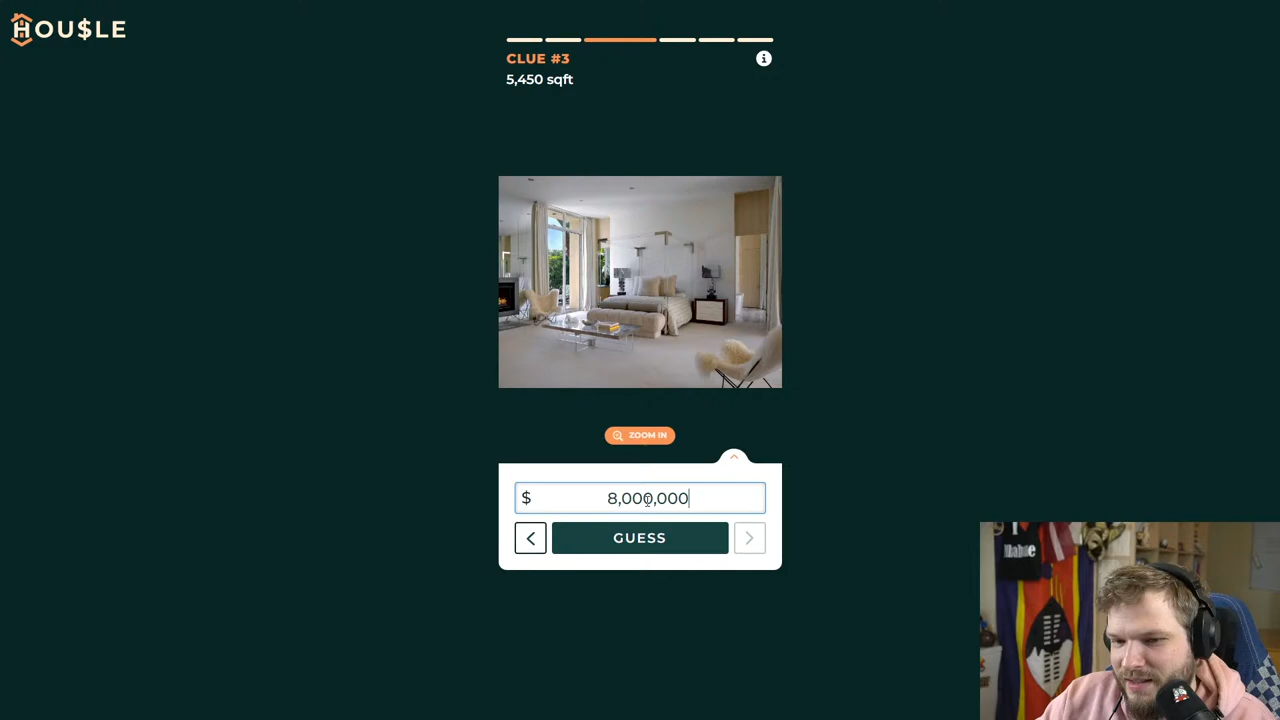 HOU$LE
CLUE #3
5,450 sqft
ZOOM IN
$ 8,000,000
GUESS